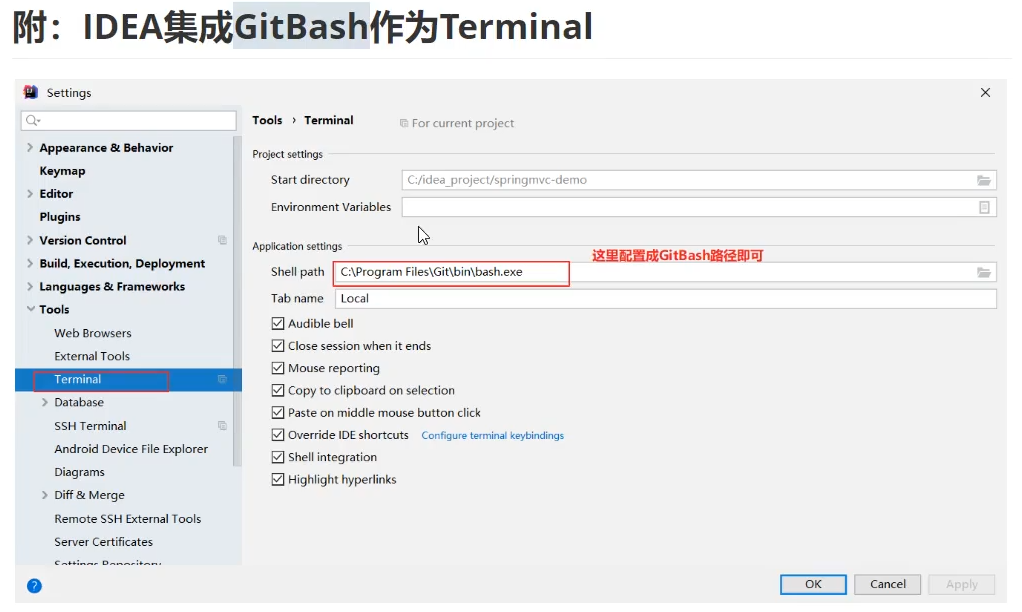 附：IDEA集成GitBash作为Terminal
Settings
Appearance & Behavior
Keymap
Editor
Plugins
Version Control
Build, Execution, Deployment
Languages & Frameworks
Tools
Web Browsers
External Tools
Terminal
Database
SSH Terminal
Android Device File Explorer
Diagrams
Diff & Merge
Remote SSH External Tools
Server Certificates
Settings Repository
Tools › Terminal For current project
Project settings
Start directory C:/idea_project/springmvc-demo
Environment Variables
Application settings
这里配置成GitBash路径即可
Shell path C:\Program Files\Git\bin\bash.exe
Tab name Local
Audible bell
Close session when it ends
Mouse reporting
Copy to clipboard on selection
Paste on middle mouse button click
Override IDE shortcuts Configure terminal keybindings
Shell integration
Highlight hyperlinks
? OK Cancel Apply